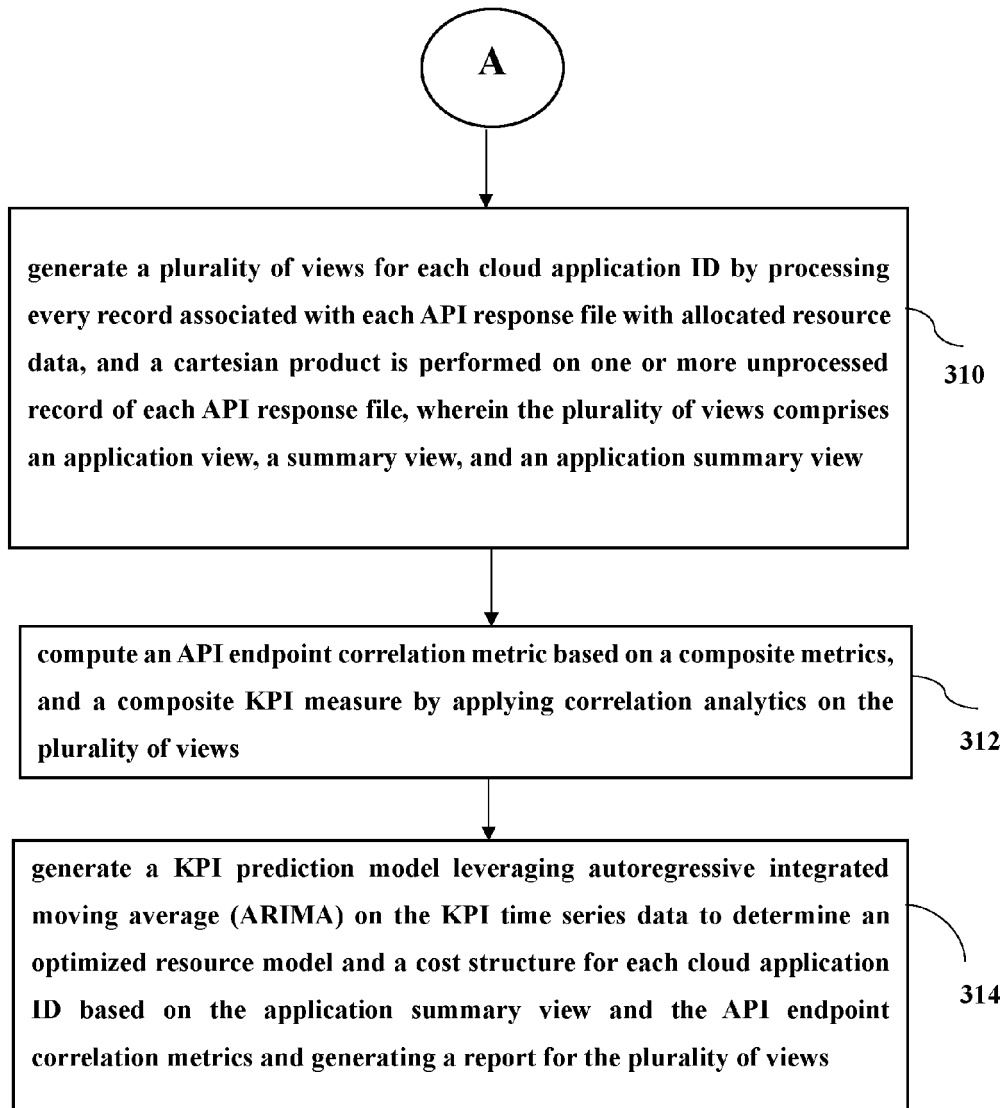 A
generate a plurality of views for each cloud application ID by processing
every record associated with each API response file with allocated resource
data, and a cartesian product is performed on one or more unprocessed
record of each API response file, wherein the plurality of views comprises
an application view, a summary view, and an application summary view
310
compute an API endpoint correlation metric based on a composite metrics,
and a composite KPI measure by applying correlation analytics on the
plurality of views
312
generate a KPI prediction model leveraging autoregressive integrated
moving average (ARIMA) on the KPI time series data to determine an
optimized resource model and a cost structure for each cloud application
ID based on the application summary view and the API endpoint
correlation metrics and generating a report for the plurality of views
314